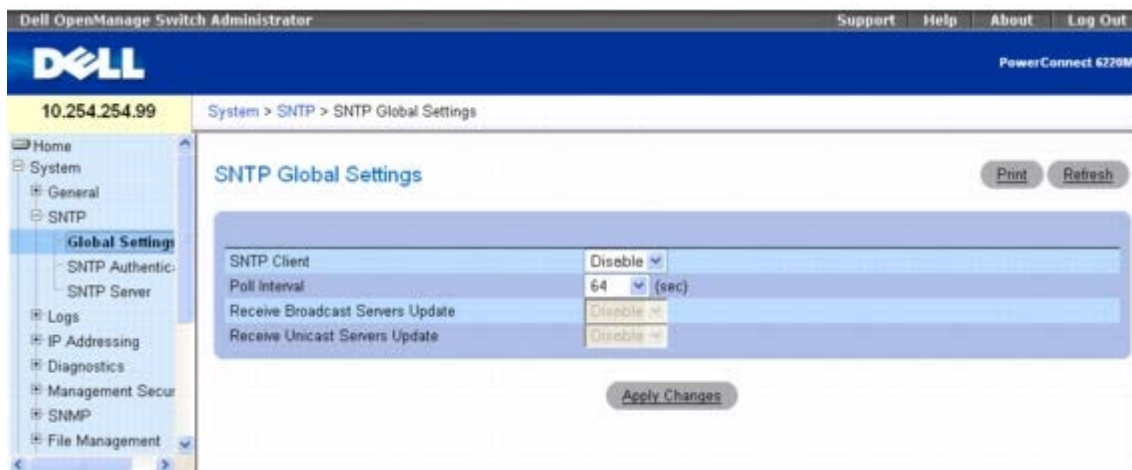 Dell OpenManage Switch Administrator
Support Help About Log Out
DELL
PowerConnect 6220M
10.254.254.99
System > SNTP > SNTP Global Settings
Home
System
General
SNTP
Global Settings
SNTP Authentic
SNTP Server
Logs
IP Addressing
Diagnostics
Management Secur
SNMP
File Management
SNTP Global Settings
Print Refresh
SNTP Client Disable
Poll Interval 64 (sec)
Receive Broadcast Servers Update Disable
Receive Unicast Servers Update Disable
Apply Changes